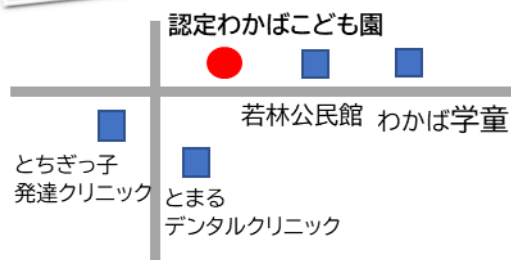 認定わかばこども園
若林公民館
わかば学童
とちぎっ子
発達クリニック
とまる
デンタルクリニック